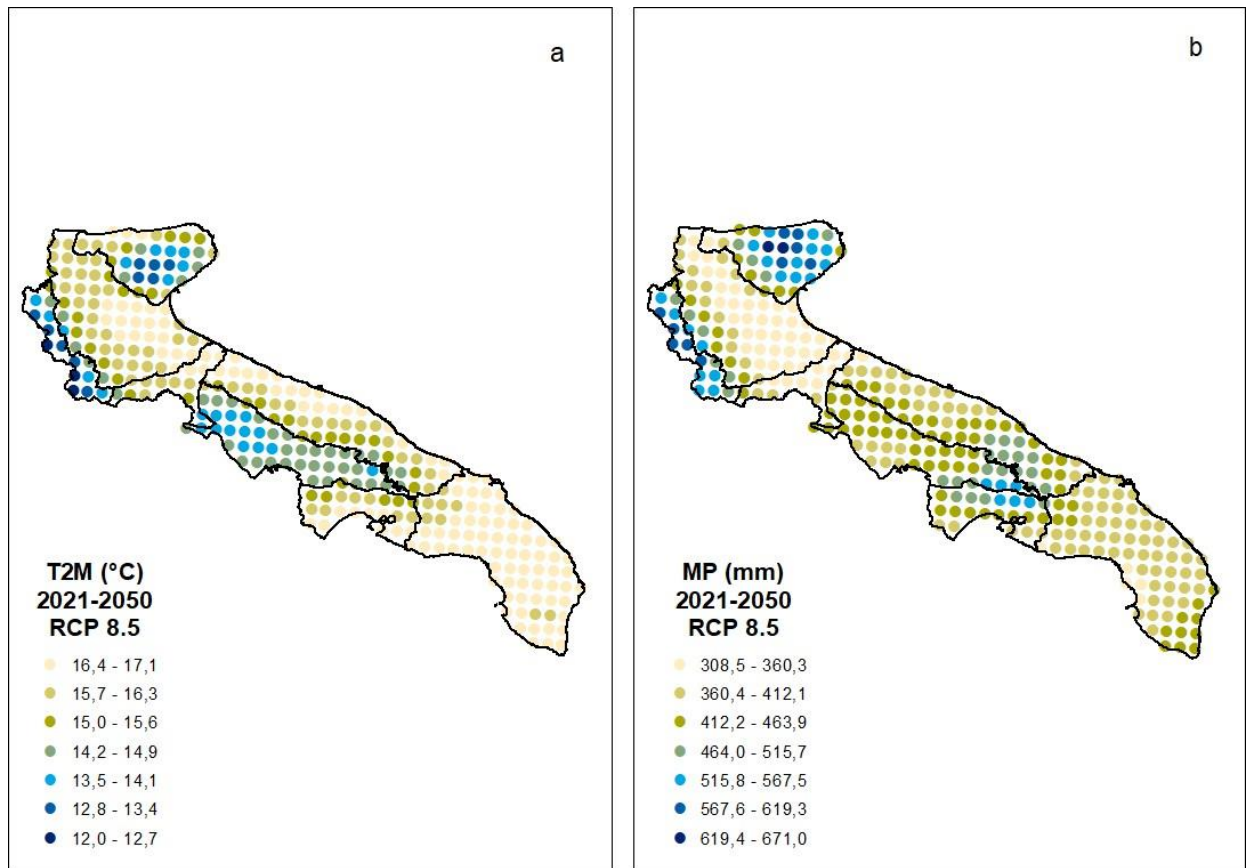 a
T2M (°C)
2021-2050
RCP 8.5
16,4 - 17,1
15,7 - 16,3
15,0 - 15,6
14,2 - 14,9
13,5 - 14,1
12,8 - 13,4
12,0 - 12,7
b
MP (mm)
2021-2050
RCP 8.5
308,5 - 360,3
360,4 - 412,1
412,2 - 463,9
464,0 - 515,7
515,8 - 567,5
567,6 - 619,3
619,4 - 671,0